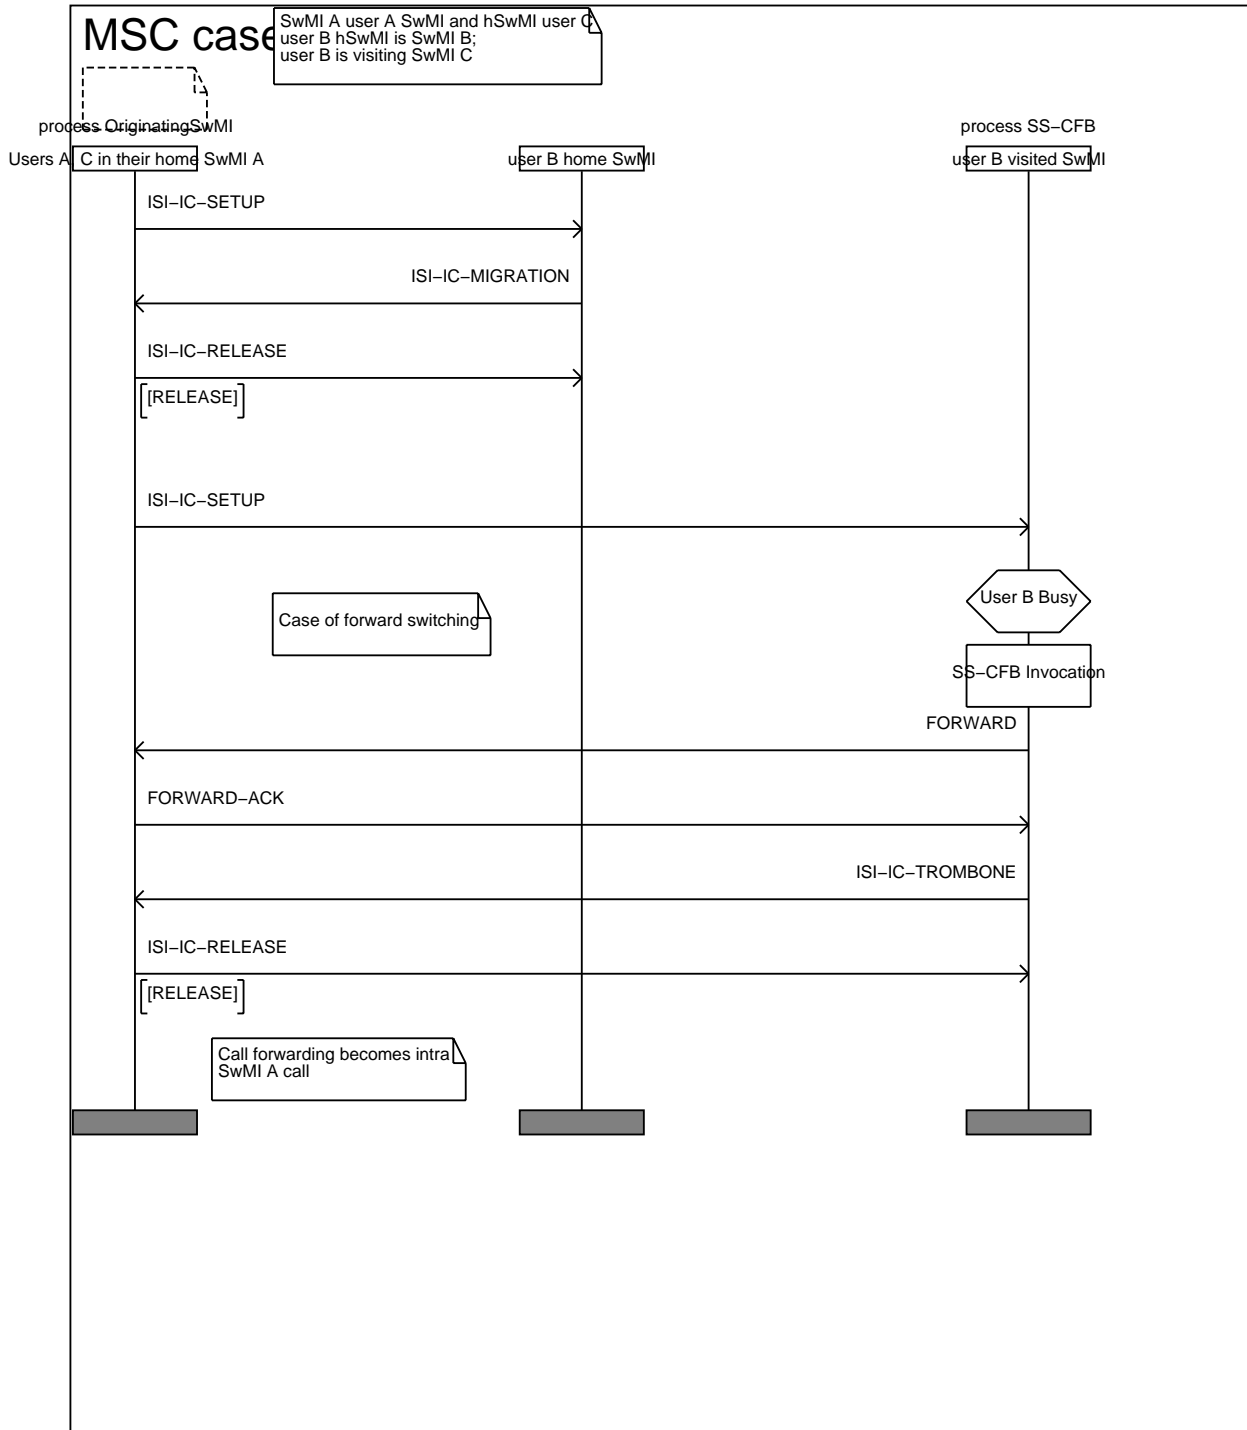 MSC case
SwMI A user A SwMI and hSwMI user C
user B hSwMI is SwMI B;
user B is visiting SwMI C
process OriginatingSwMI
process SS−CFB
Users A, C in their home SwMI A
user B home SwMI
user B visited SwMI
ISI−IC−SETUP
ISI−IC−MIGRATION
ISI−IC−RELEASE
[RELEASE]
ISI−IC−SETUP
User B Busy
Case of forward switching
SS−CFB Invocation
FORWARD
FORWARD−ACK
ISI−IC−TROMBONE
ISI−IC−RELEASE
[RELEASE]
Call forwarding becomes intra
SwMI A call